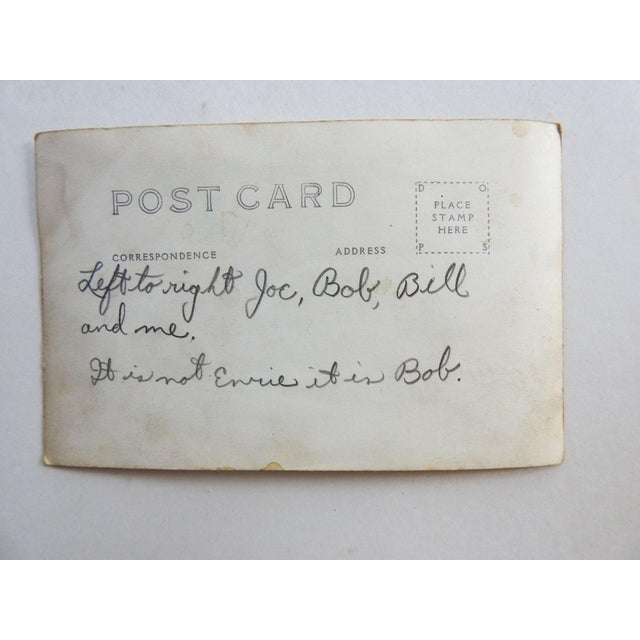 POST CARD
D O
PLACE
STAMP
HERE
P S
CORRESPONDENCE ADDRESS
Left to right Joe, Bob, Bill
and me.
It is not Enrie it is Bob.